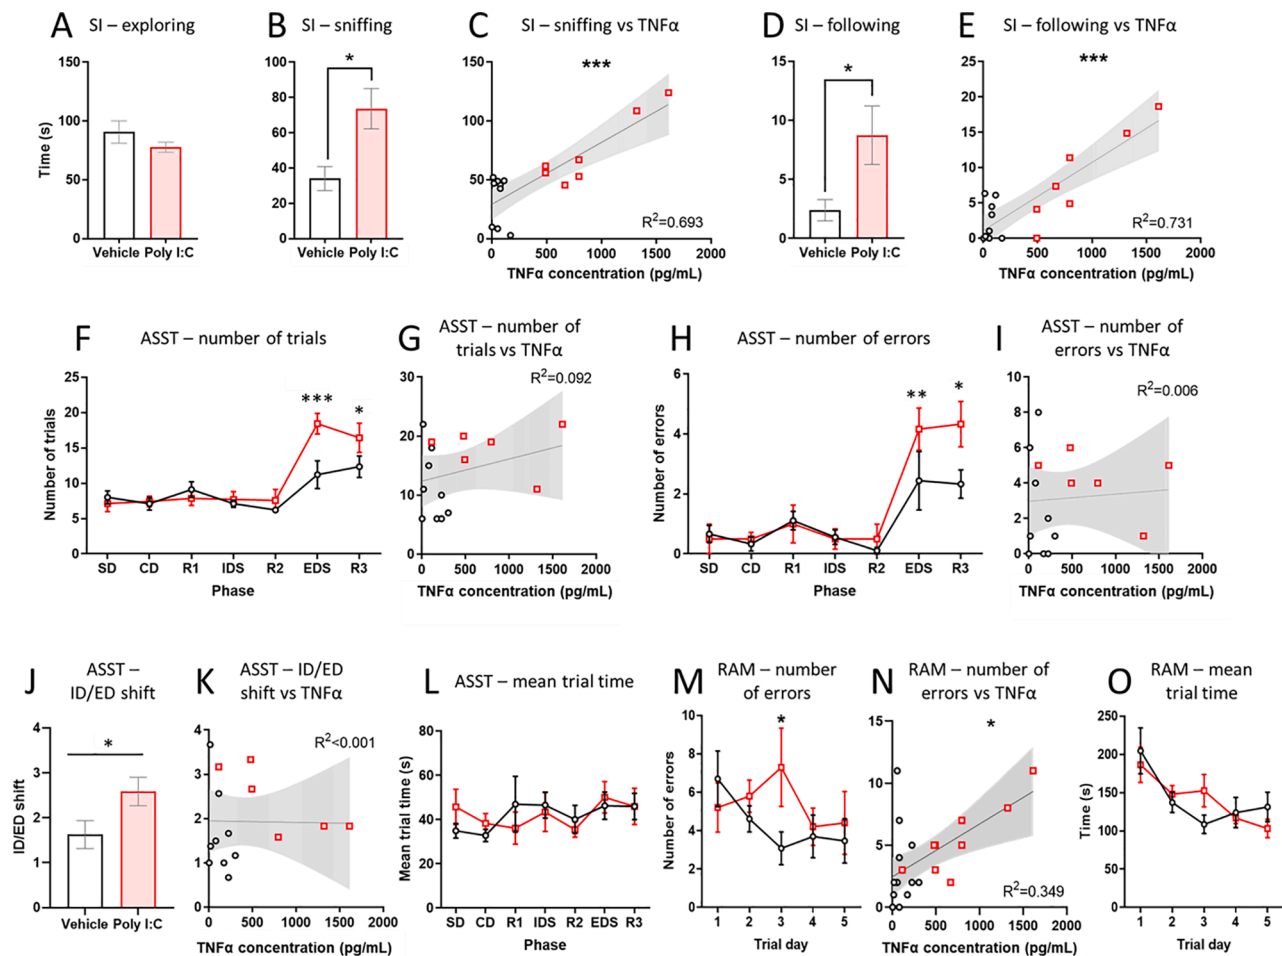 A SI – exploring
150
100
50
0
Time (s)
Vehicle Poly I:C
B SI – sniffing
100
80
60
40
20
0
*
Vehicle Poly I:C
C SI – sniffing vs TNFα
150
100
50
0
***
R²=0.693
0 500 1000 1500 2000
TNFα concentration (pg/mL)
D SI – following
15
10
5
0
*
Vehicle Poly I:C
E SI – following vs TNFα
25
20
15
10
5
0
***
R²=0.731
0 500 1000 1500 2000
TNFα concentration (pg/mL)
F ASST – number of trials
25
20
15
10
5
0
Number of trials
*** *
SD CD R1 IDS R2 EDS R3
Phase
G ASST – number of
trials vs TNFα
30
20
10
0
R²=0.092
0 500 1000 1500 2000
TNFα concentration (pg/mL)
H ASST – number of errors
6
4
2
0
Number of errors
** *
SD CD R1 IDS R2 EDS R3
Phase
I ASST – number of
errors vs TNFα
10
8
6
4
2
0
R²=0.006
0 500 1000 1500 2000
TNFα concentration (pg/mL)
J ASST –
ID/ED shift
4
3
2
1
0
ID/ED shift
*
Vehicle Poly I:C
K ASST – ID/ED
shift vs TNFα
4
3
2
1
0
R²<0.001
0 500 1000 1500 2000
TNFα concentration (pg/mL)
L ASST – mean trial time
80
60
40
20
0
Mean trial time (s)
SD CD R1 IDS R2 EDS R3
Phase
M RAM – number
of errors
10
8
6
4
2
0
Number of errors
*
1 2 3 4 5
Trial day
N RAM – number of
errors vs TNFα
15
10
5
0
*
R²=0.349
0 500 1000 1500 2000
TNFα concentration (pg/mL)
O RAM – mean
trial time
250
200
150
100
50
0
Time (s)
1 2 3 4 5
Trial day